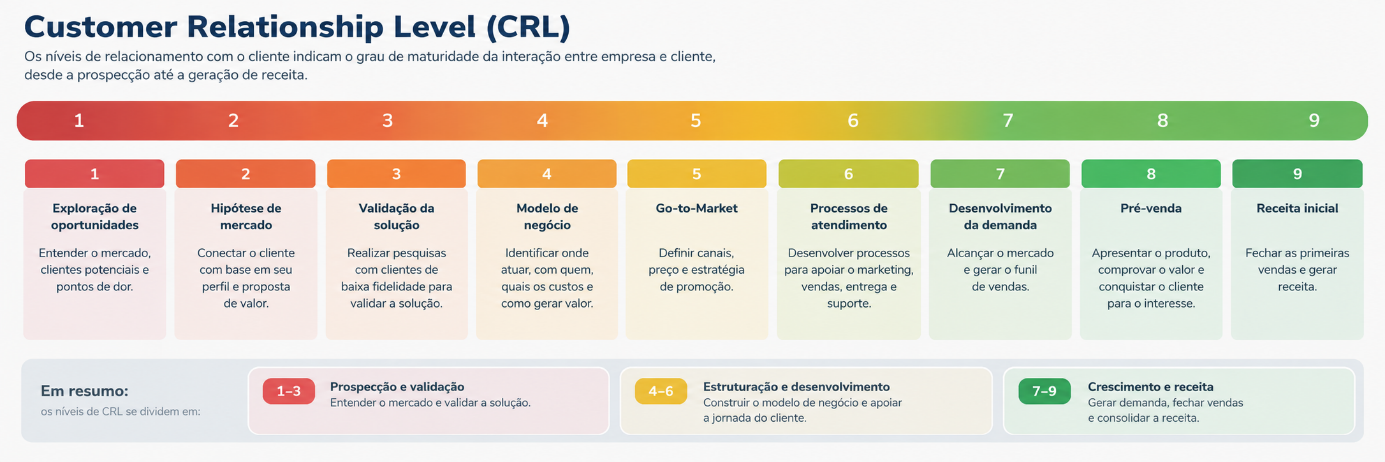 Customer Relationship Level (CRL)
Os níveis de relacionamento com o cliente indicam o grau de maturidade da interação entre empresa e cliente,
desde a prospecção até a geração de receita.
1 2 3 4 5 6 7 8 9
1
Exploração de
oportunidades
Entender o mercado,
clientes potenciais e
pontos de dor.
2
Hipótese de
mercado
Conectar o cliente
com base em seu
perfil e proposta
de valor.
3
Validação da
solução
Realizar pesquisas
com clientes de
baixa fidelidade para
validar a solução.
4
Modelo de
negócio
Identificar onde
atuar, com quem,
quais os custos e
como gerar valor.
5
Go-to-Market
Definir canais,
preço e estratégia
de promoção.
6
Processos de
atendimento
Desenvolver processos
para apoiar o marketing,
vendas, entrega e
suporte.
7
Desenvolvimento
da demanda
Alcançar o mercado
e gerar o funil
de vendas.
8
Pré-venda
Apresentar o produto,
comprovar o valor e
conquistar o cliente
para o interesse.
9
Receita inicial
Fechar as primeiras
vendas e gerar
receita.
Em resumo:
os níveis de CRL se dividem em:
1–3
Prospecção e validação
Entender o mercado e validar a solução.
4–6
Estruturação e desenvolvimento
Construir o modelo de negócio e apoiar
a jornada do cliente.
7–9
Crescimento e receita
Gerar demanda, fechar vendas
e consolidar a receita.